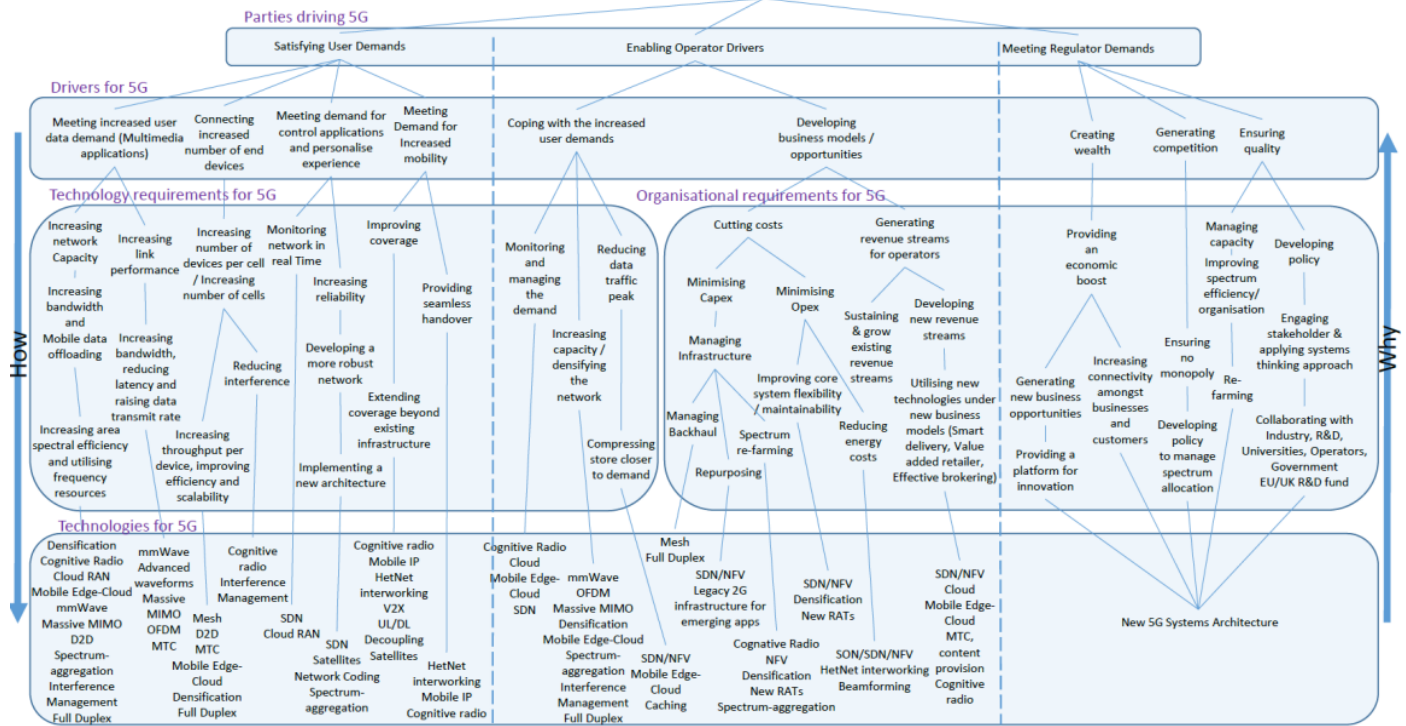 Parties driving 5G
Satisfying User Demands
Enabling Operator Drivers
Meeting Regulator Demands
Drivers for 5G
Meeting increased user
data demand (Multimedia
applications)
Connecting
increased
number of end
devices
Meeting demand for
control applications
and personalise
experience
Meeting
Demand for
Increased
mobility
Coping with the increased
user demands
Developing
business models /
opportunities
Creating
wealth
Generating
competition
Ensuring
quality
How
Why
Technology requirements for 5G
Increasing
network
Capacity
Increasing
bandwidth
and
Mobile data
offloading
Increasing area
spectral efficiency
and utilising
frequency
resources
Increasing
link
performance
Increasing
bandwidth,
reducing
latency and
raising data
transmit rate
Increasing
number of
devices per cell
/ Increasing
number of cells
Reducing
interference
Increasing
throughput per
device, improving
efficiency and
scalability
Monitoring
network in
real Time
Increasing
reliability
Developing a
more robust
network
Implementing a
new architecture
Improving
coverage
Extending
coverage beyond
existing
infrastructure
Providing
seamless
handover
Monitoring
and
managing
the
demand
Increasing
capacity /
densifying
the
network
Reducing
data
traffic
peak
Compressing
store closer
to demand
Organisational requirements for 5G
Cutting costs
Minimising
Capex
Managing
Infrastructure
Managing
Backhaul
Repurposing
Spectrum
re-farming
Minimising
Opex
Improving core
system flexibility
/ maintainability
Reducing
energy
costs
Generating
revenue streams
for operators
Sustaining
& grow
existing
revenue
streams
Developing
new revenue
streams
Utilising new
technologies under
new business
models (Smart
delivery, Value
added retailer,
Effective brokering)
Providing
an
economic
boost
Generating
new business
opportunities
Providing a
platform for
innovation
Increasing
connectivity
amongst
businesses
and
customers
Ensuring
no
monopoly
Developing
policy
to manage
spectrum
allocation
Managing
capacity
Improving
spectrum
efficiency/
organisation
Re-
farming
Developing
policy
Engaging
stakeholder &
applying systems
thinking approach
Collaborating with
Industry, R&D,
Universities, Operators,
Government
EU/UK R&D fund
Technologies for 5G
Densification
Cognitive Radio
Cloud RAN
Mobile Edge-Cloud
mmWave
Massive MIMO
D2D
Spectrum-
aggregation
Interference
Management
Full Duplex
mmWave
Advanced
waveforms
Massive
MIMO
OFDM
MTC
Mesh
D2D
MTC
Mobile Edge-
Cloud
Densification
Full Duplex
Cognitive
radio
Interference
Management
SDN
Cloud RAN
SDN
Satellites
Network Coding
Spectrum-
aggregation
Cognitive radio
Mobile IP
HetNet
interworking
V2X
UL/DL
Decoupling
Satellites
HetNet
interworking
Mobile IP
Cognitive radio
Cognitive Radio
Cloud
Mobile Edge-
Cloud
SDN
mmWave
OFDM
Massive MIMO
Densification
Mobile Edge-Cloud
Spectrum-
aggregation
Interference
Management
Full Duplex
SDN/NFV
Mobile Edge-
Cloud
Caching
Mesh
Full Duplex
SDN/NFV
Legacy 2G
infrastructure for
emerging apps
Cognative Radio
NFV
Densification
New RATs
Spectrum-aggregation
SDN/NFV
Densification
New RATs
SON/SDN/NFV
HetNet interworking
Beamforming
SDN/NFV
Cloud
Mobile Edge-
Cloud
MTC,
content
provision
Cognitive
radio
New 5G Systems Architecture